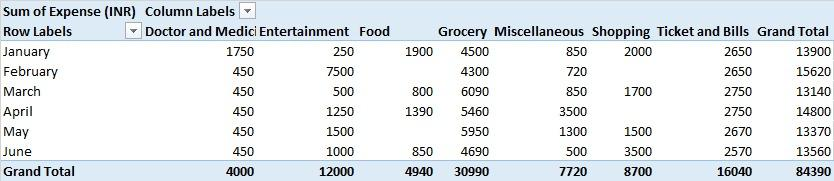 Sum of Expense (INR) Column Labels
Row Labels Doctor and Medici Entertainment Food Grocery Miscellaneous Shopping Ticket and Bills Grand Total
January 1750 250 1900 4500 850 2000 2650 13900
February 450 7500 4300 720 2650 15620
March 450 500 800 6090 850 1700 2750 13140
April 450 1250 1390 5460 3500 2750 14800
May 450 1500 5950 1300 1500 2670 13370
June 450 1000 850 4690 500 3500 2570 13560
Grand Total 4000 12000 4940 30990 7720 8700 16040 84390